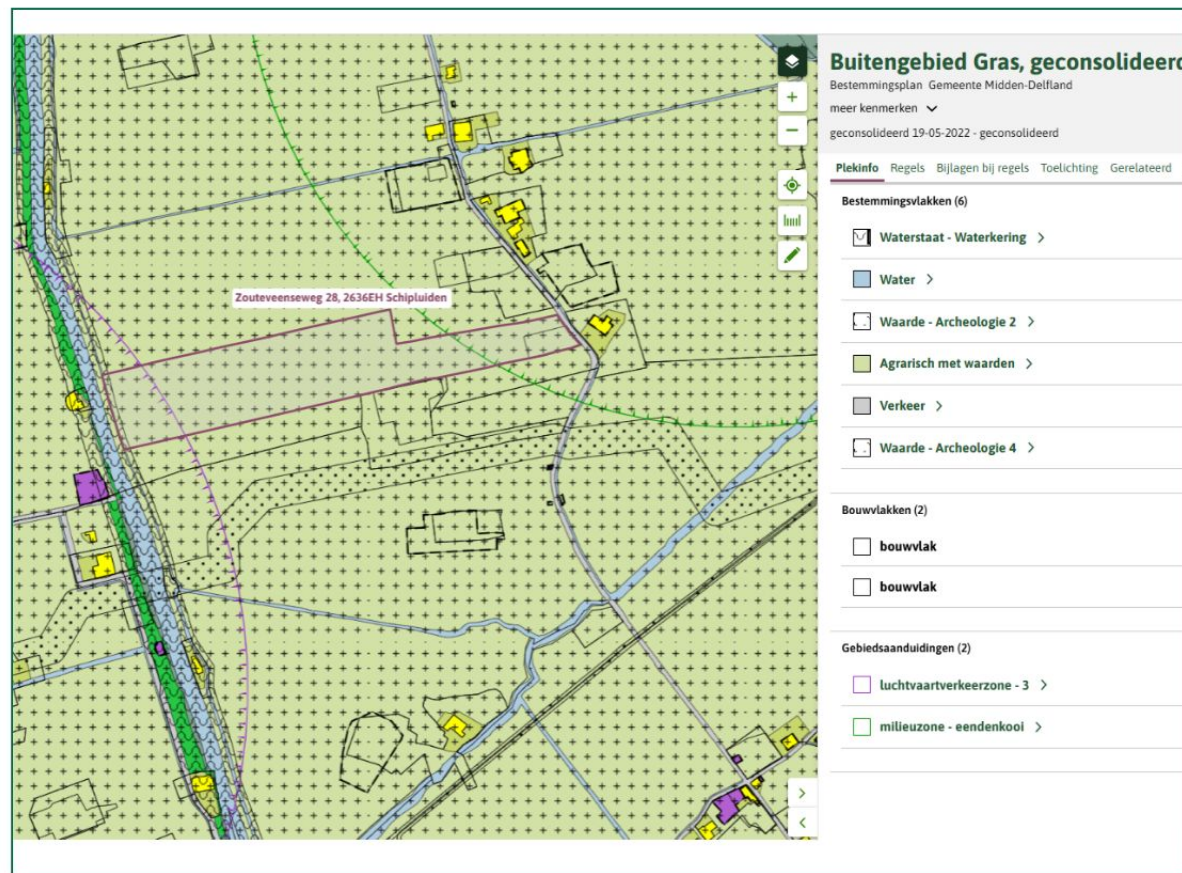 Zouteveenseweg 28, 2636EH Schipluiden
Buitengebied Gras, geconsolideerd
Bestemmingsplan Gemeente Midden-Delfland
meer kenmerken
geconsolideerd 19-05-2022 - geconsolideerd
Plekinfo Regels Bijlagen bij regels Toelichting Gerelateerd
Bestemmingsvlakken (6)
Waterstaat - Waterkering
Water
Waarde - Archeologie 2
Agrarisch met waarden
Verkeer
Waarde - Archeologie 4
Bouwvlakken (2)
bouwvlak
bouwvlak
Gebiedsaanduidingen (2)
luchtvaartverkeerzone - 3
milieuzone - eendenkooi